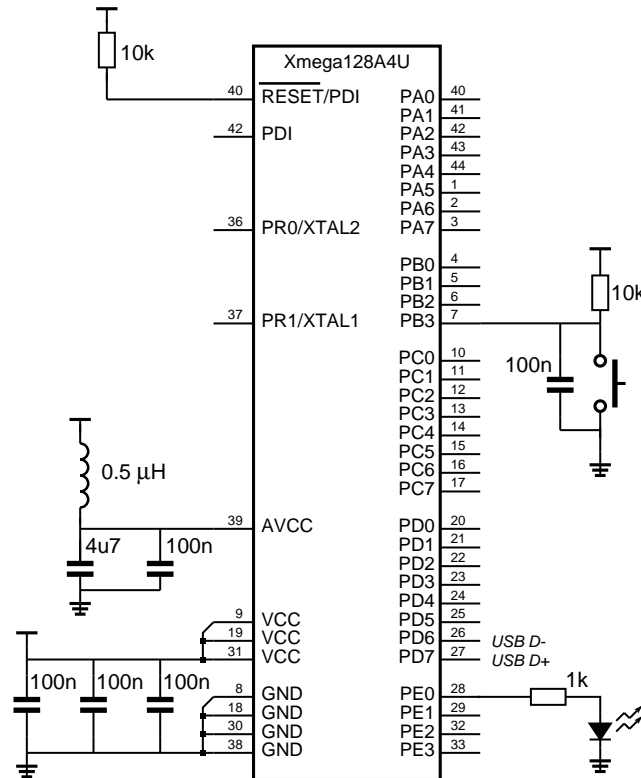 10k
Xmega128A4U
40 RESET/PDI PA0 40
PA1 41
42 PDI PA2 42
PA3 43
PA4 44
PA5 1
PA6 2
36 PR0/XTAL2 PA7 3
PB0 4
PB1 5
10k
PB2 6
37 PR1/XTAL1 PB3 7
PC0 10
100n
PC1 11
PC2 12
PC3 13
PC4 14
PC5 15
0.5 µH
PC6 16
PC7 17
39 AVCC PD0 20
4u7 100n
PD1 21
PD2 22
PD3 23
PD4 24
9 VCC PD5 25
19 VCC PD6 26 USB D-
31 VCC PD7 27 USB D+
100n 100n 100n
1k
8 GND PE0 28
18 GND PE1 29
30 GND PE2 32
38 GND PE3 33